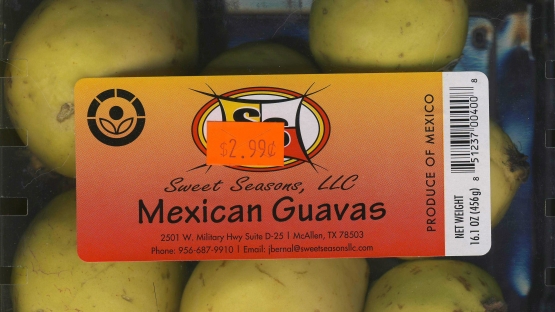 SS
$2.99¢
Sweet Seasons, LLC
Mexican Guavas
2501 W. Military Hwy Suite D-25 | McAllen, TX 78503
Phone: 956-687-9910 | Email: jbernal@sweetseasonsllc.com
PRODUCE OF MEXICO
NET WEIGHT
16.1 OZ (456g)
8 51237 00400 8